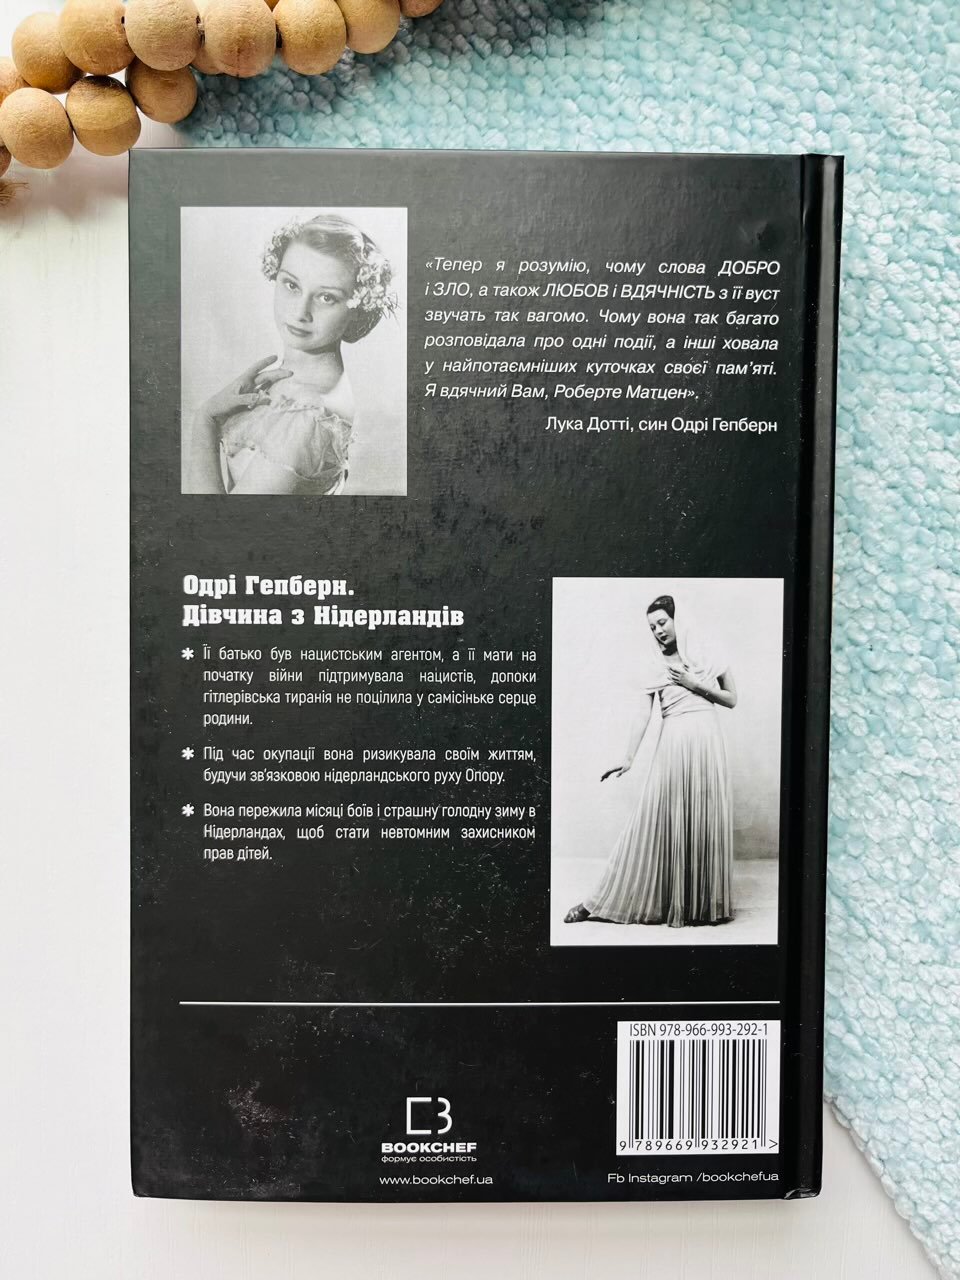 «Тепер я розумію, чому слова ДОБРО
і ЗЛО, а також ЛЮБОВ і ВДЯЧНІСТЬ з її вуст
звучать так вагомо. Чому вона так багато
розповідала про одні події, а інші ховала
у найпотаємніших куточках своєї пам'яті.
Я вдячний Вам, Роберте Матцен».
Лука Дотті, син Одрі Гепберн
Одрі Гепберн.
Дівчина з Нідерландів
* Її батько був нацистським агентом, а її мати на
початку війни підтримувала нацистів, допоки
гітлерівська тиранія не поцілила у самісіньке серце
родини.
* Під час окупації вона ризикувала своїм життям,
будучи зв'язковою нідерландського руху Опору.
* Вона пережила місяці боїв і страшну голодну зиму в
Нідерландах, щоб стати невтомним захисником
прав дітей.
ISBN 978-966-993-292-1
9 789669 932921 >
BOOKCHEF
формує особистість
www.bookchef.ua
Fb Instagram /bookchefua